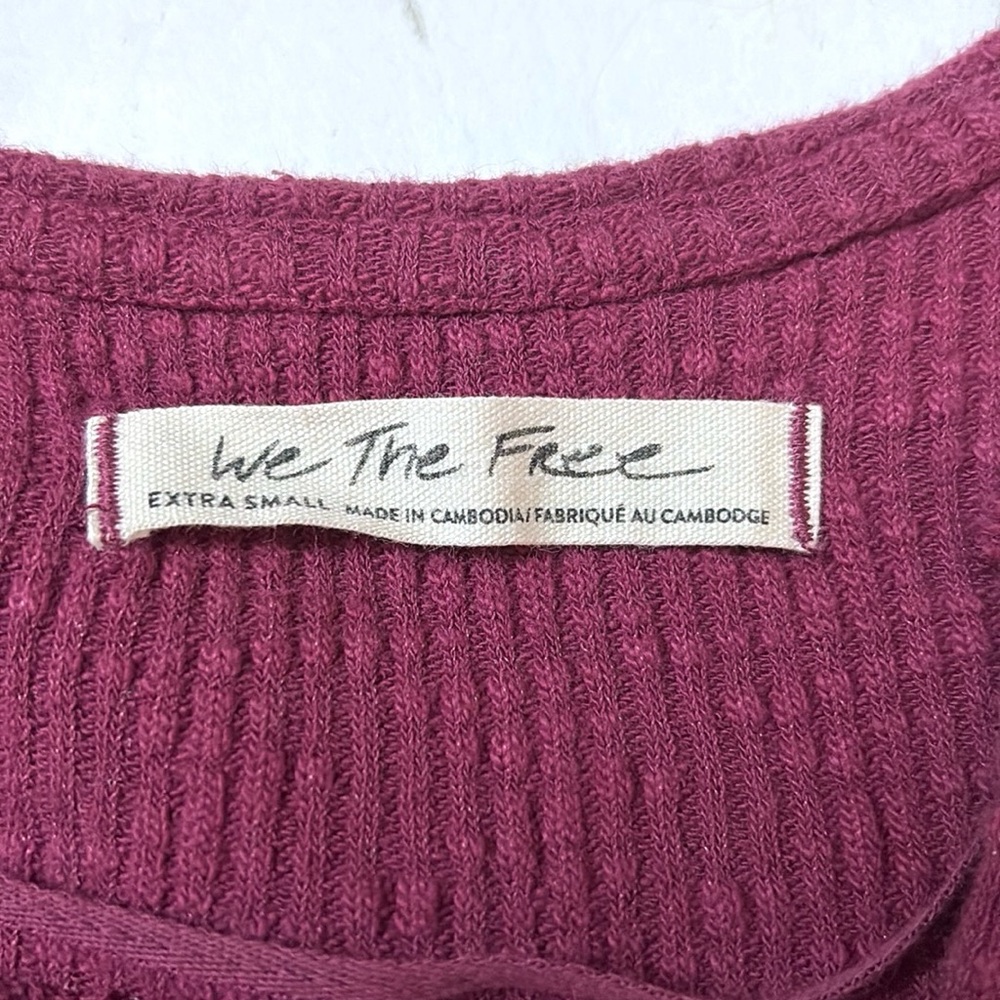 We The Free
EXTRA SMALL MADE IN CAMBODIA/FABRIQUÉ AU CAMBODGE